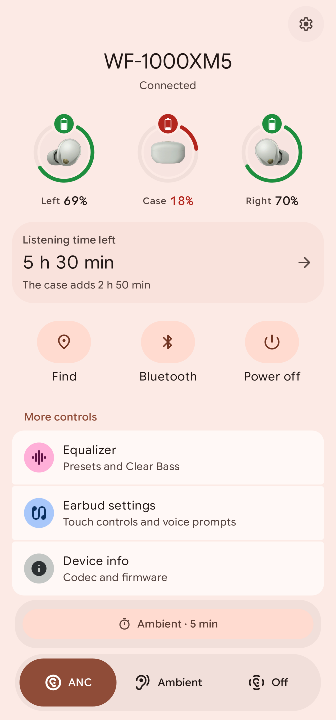 WF-1000XM5
Connected
Left 69%
Case 18%
Right 70%
Listening time left
5 h 30 min
The case adds 2 h 50 min
Find
Bluetooth
Power off
More controls
Equalizer
Presets and Clear Bass
Earbud settings
Touch controls and voice prompts
Device info
Codec and firmware
Ambient · 5 min
ANC
Ambient
Off